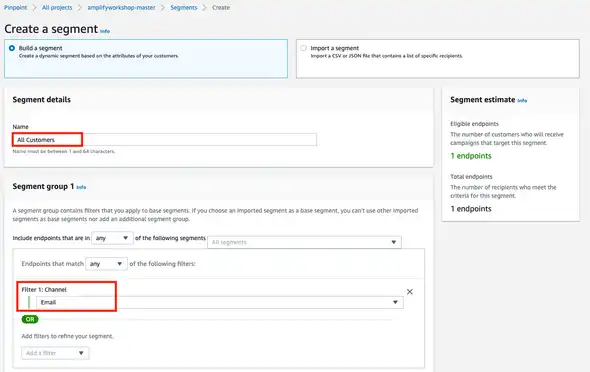 Pinpoint > All projects > amplifyworkshop-master > Segments > Create
Create a segment Info
Build a segment
Create a dynamic segment based on the attributes of your customers.
Import a segment
Import a CSV or JSON file that contains a list of specific recipients.
Segment details
Name
All Customers
Name must be between 1 and 64 characters.
Segment estimate Info
Eligible endpoints
The number of customers who will receive
campaigns that target this segment.
1 endpoints
Total endpoints
The number of recipients who meet the
criteria for this segment.
1 endpoints
Segment group 1 Info
A segment group contains filters that you apply to base segments. If you choose an imported segment as a base segment, you can't use other imported
segments as base segments nor add an additional segment group.
Include endpoints that are in any of the following segments All segments
Endpoints that match any of the following filters:
Filter 1: Channel
Email
OR
Add filters to refine your segment.
Add a filter